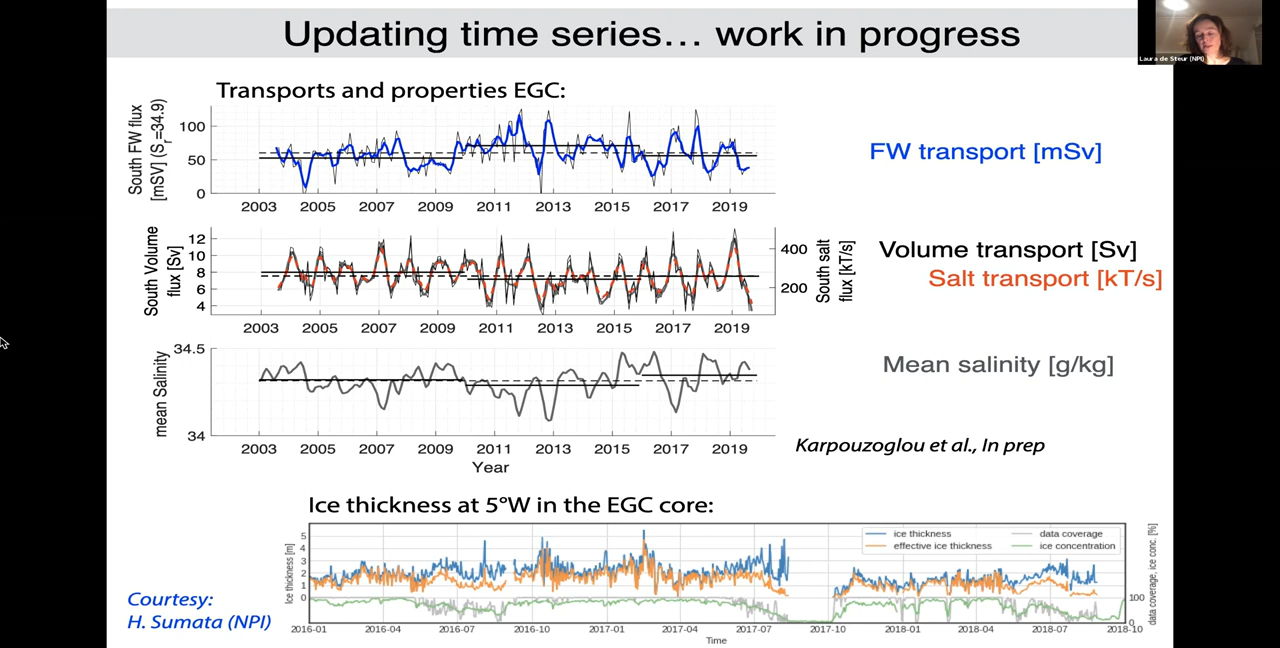 Updating time series... work in progress
Laura de Steur (NPI)
Transports and properties EGC:
South FW flux
[mSV] (Sr=34.9)
100
50
0
2003 2005 2007 2009 2011 2013 2015 2017 2019
FW transport [mSv]
South Volume
flux [Sv]
12
10
8
6
4
400
200
South salt
flux [kT/s]
2003 2005 2007 2009 2011 2013 2015 2017 2019
Volume transport [Sv]
Salt transport [kT/s]
mean Salinity
34.5
34
2003 2005 2007 2009 2011 2013 2015 2017 2019
Year
Mean salinity [g/kg]
Karpouzoglou et al., In prep
Ice thickness at 5°W in the EGC core:
Ice thickness [m]
5
4
3
2
1
0
ice thickness
effective ice thickness
data coverage
ice concentration
100
0
data coverage, ice conc. [%]
2016-01 2016-04 2016-07 2016-10 2017-01 2017-04 2017-07 2017-10 2018-01 2018-04 2018-07 2018-10
Time
Courtesy:
H. Sumata (NPI)